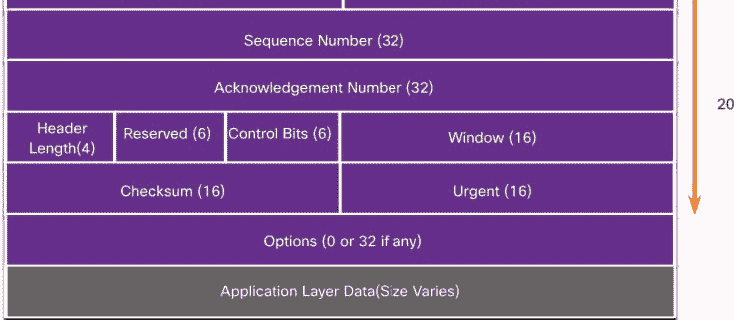 Sequence Number (32)
Acknowledgement Number (32)
Header
Length(4)
Reserved (6)
Control Bits (6)
Window (16)
20
Checksum (16)
Urgent (16)
Options (0 or 32 if any)
Application Layer Data(Size Varies)